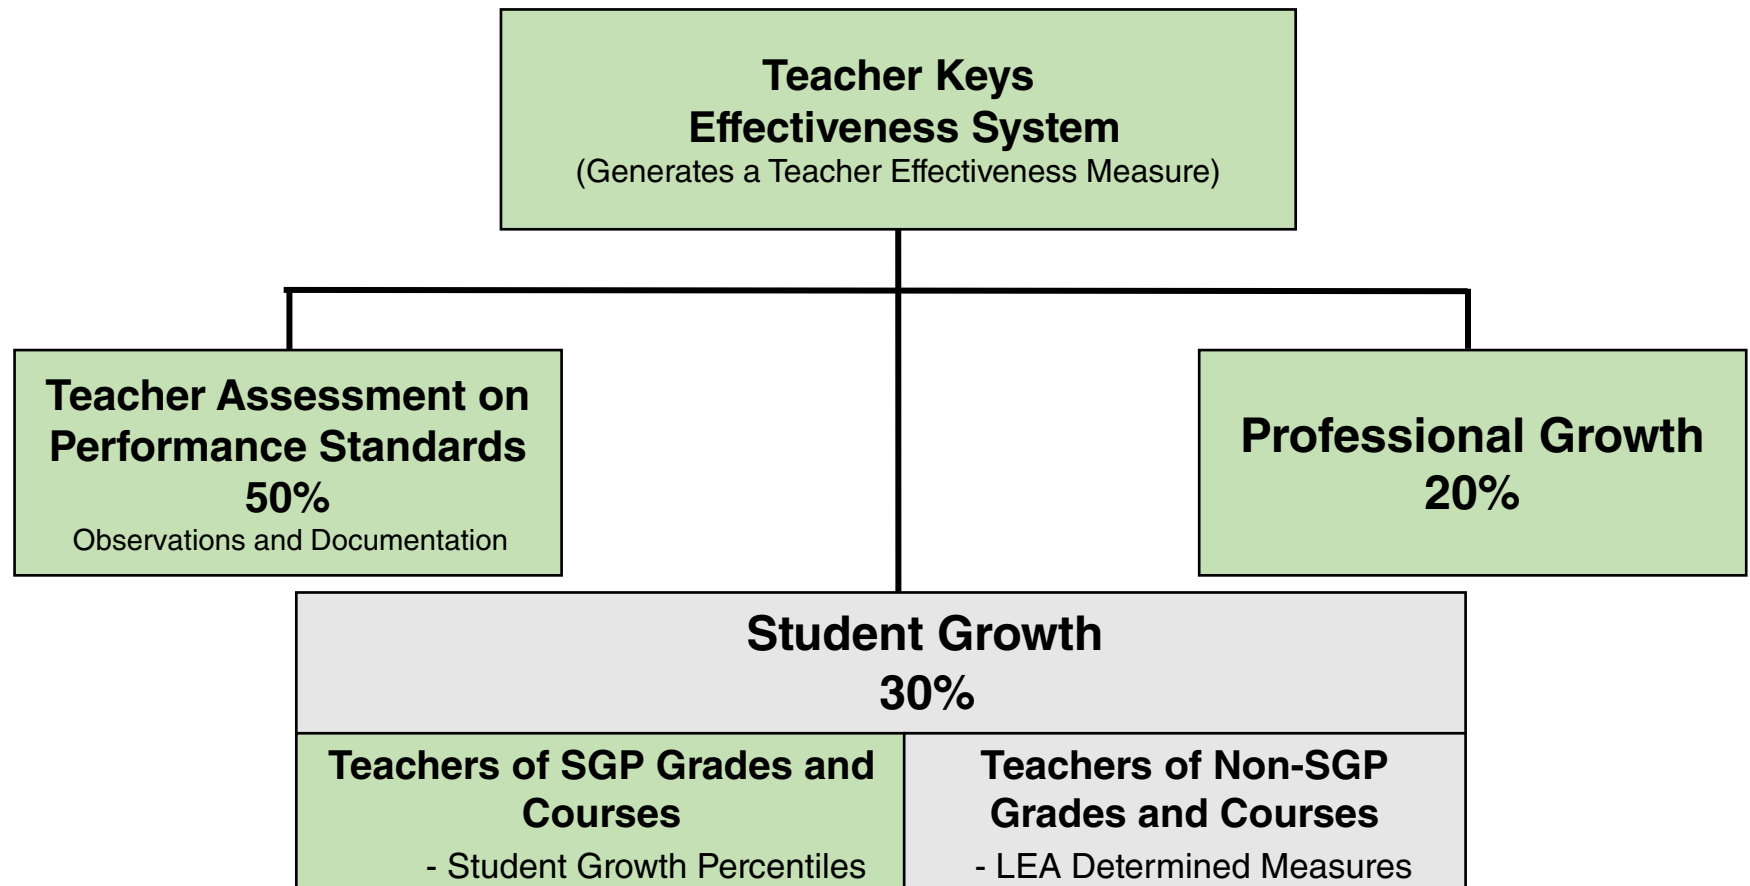 Teacher Keys
Effectiveness System
(Generates a Teacher Effectiveness Measure)
Teacher Assessment on
Performance Standards
50%
Observations and Documentation
Professional Growth
20%
Student Growth
30%
Teachers of SGP Grades and
Courses
- Student Growth Percentiles
Teachers of Non-SGP
Grades and Courses
- LEA Determined Measures